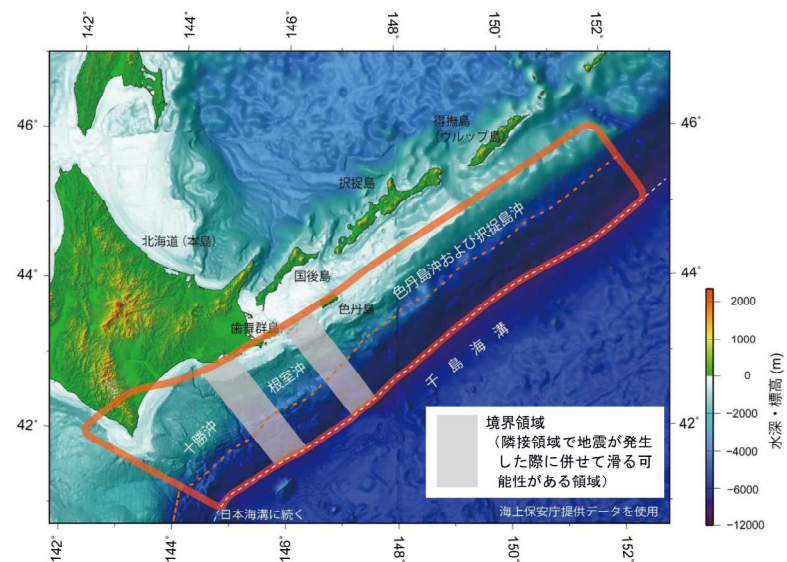 142°
144°
146°
148°
150°
152°
46°
46°
得撫島
(ウルップ島)
択捉島
北海道(本島)
色丹島沖および択捉島沖
44°
44°
国後島
色丹島
歯舞群島
千島海溝
根室沖
42°
42°
十勝沖
境界領域
(隣接領域で地震が発生
した際に併せて滑る可
能性がある領域)
日本海溝に続く
海上保安庁提供データを使用
142°
144°
146°
148°
150°
152°
2000
1000
0
−2000
−4000
−6000
−12000
水深・標高 (m)